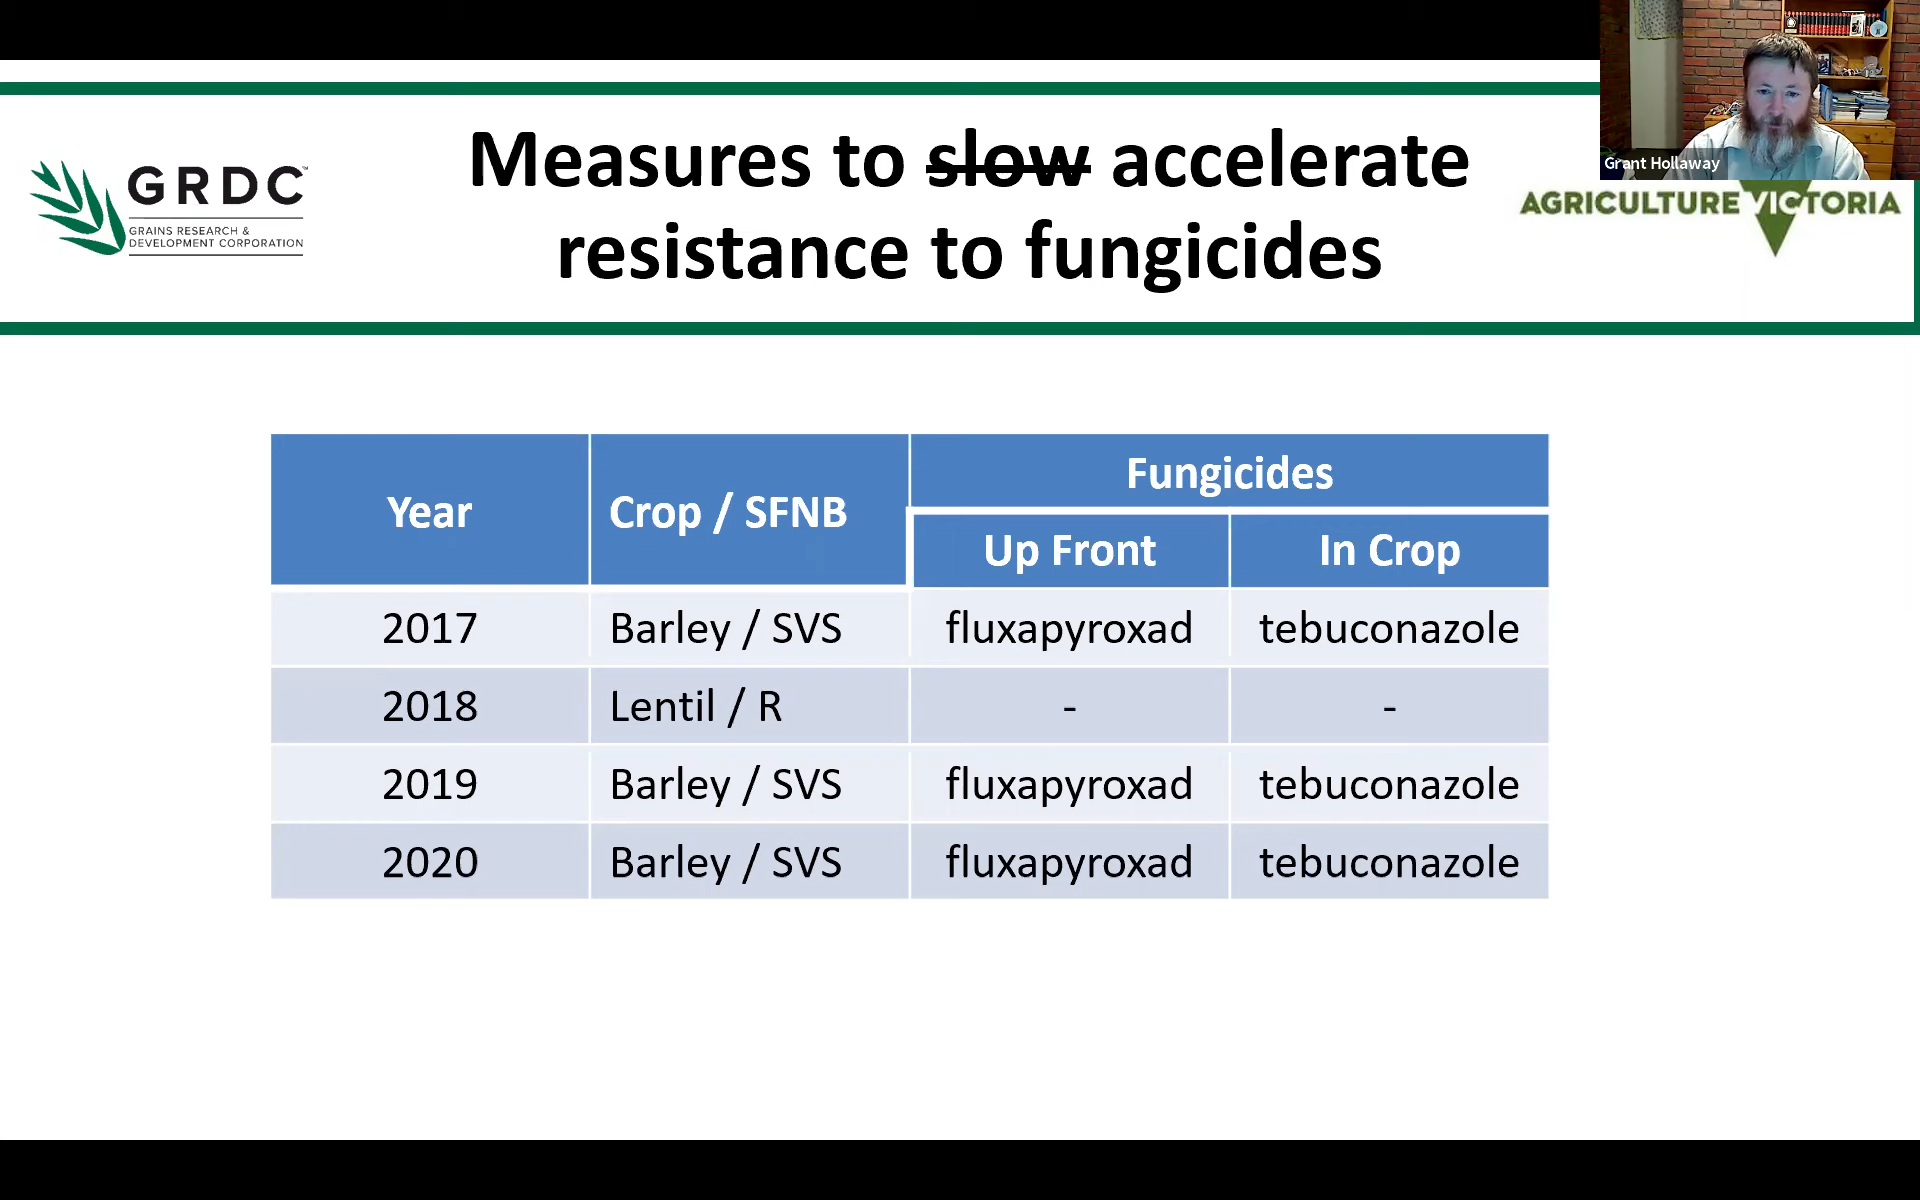 Measures to slow accelerate
resistance to fungicides
GRDC™
GRAINS RESEARCH &
DEVELOPMENT CORPORATION
Grant Hollaway
AGRICULTURE VICTORIA
Year
Crop / SFNB
Fungicides
Up Front
In Crop
2017 Barley / SVS fluxapyroxad tebuconazole
2018 Lentil / R - -
2019 Barley / SVS fluxapyroxad tebuconazole
2020 Barley / SVS fluxapyroxad tebuconazole